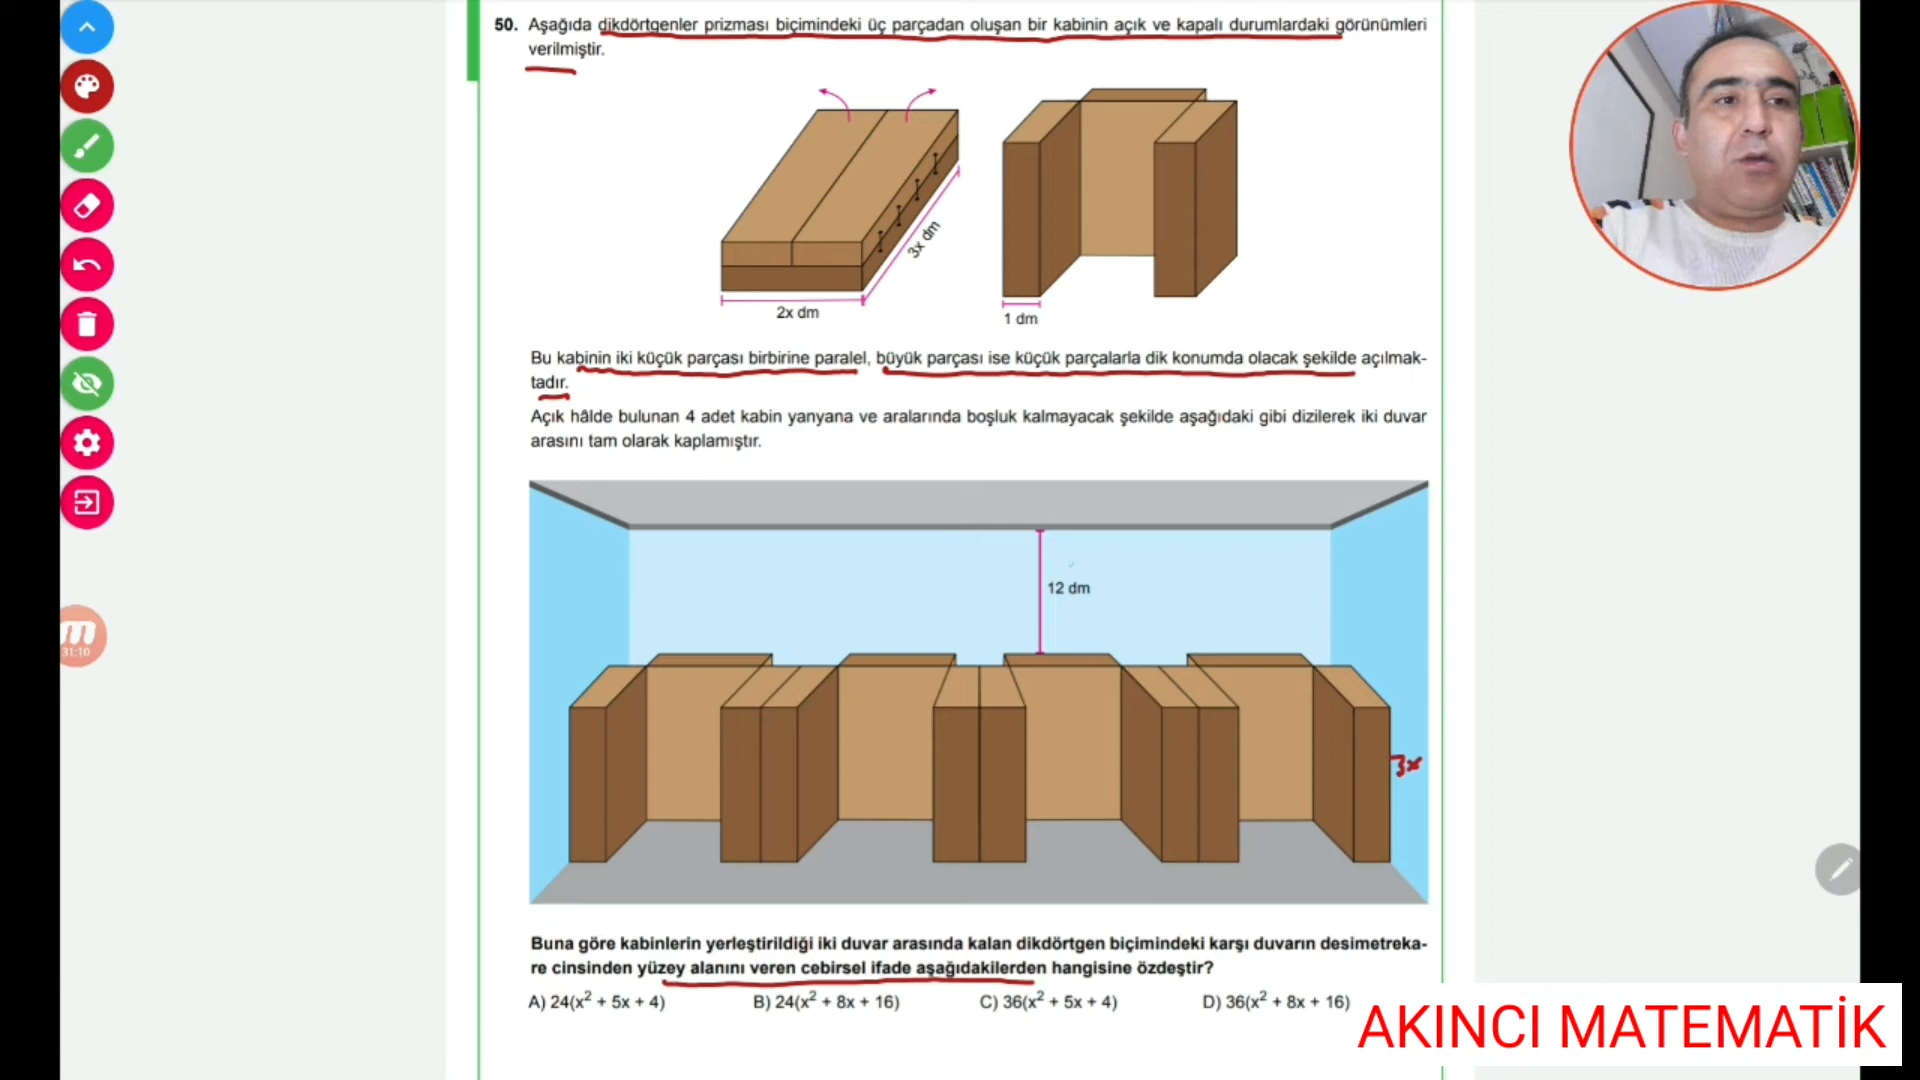 50. Aşağıda dikdörtgenler prizması biçimindeki üç parçadan oluşan bir kabinin açık ve kapalı durumlardaki görünümleri
verilmiştir.
3x dm
2x dm
1 dm
Bu kabinin iki küçük parçası birbirine paralel, büyük parçası ise küçük parçalarla dik konumda olacak şekilde açılmak-
tadır.
Açık hâlde bulunan 4 adet kabin yanyana ve aralarında boşluk kalmayacak şekilde aşağıdaki gibi dizilerek iki duvar
arasını tam olarak kaplamıştır.
12 dm
3x
m
31:10
Buna göre kabinlerin yerleştirildiği iki duvar arasında kalan dikdörtgen biçimindeki karşı duvarın desimetreka-
re cinsinden yüzey alanını veren cebirsel ifade aşağıdakilerden hangisine özdeştir?
A) 24(x² + 5x + 4) B) 24(x² + 8x + 16) C) 36(x² + 5x + 4) D) 36(x² + 8x + 16)
AKINCI MATEMATİK